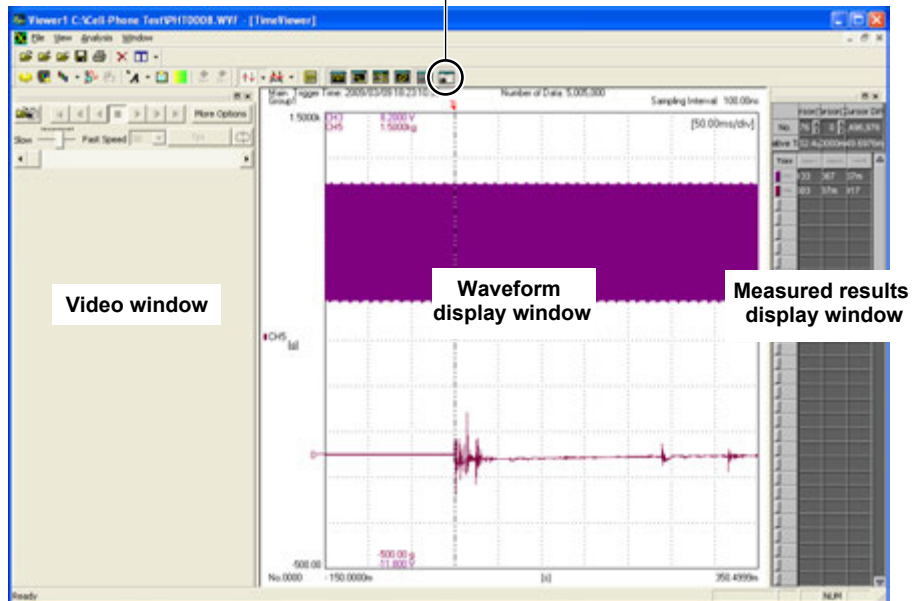 Viewer1 C:\Cell-Phone Test\PHT0008.WVF - [TimeViewer]
File View Analysis Window
More Options
Slow
Fast Speed
Main: Trigger Time: 2009/03/09 18:23:10
Number of Data 5,005,000
Group1
Sampling Interval 100.00ns
1.5000k
CH3 8.2000 V
CH5 1.5000kg
[50.00ms/div]
No.
Video window
Waveform
display window
Measured results
display window
CH5
[g]
0
-500.00 g
-11.800 V
-500.00
No:0000
-150.0000m
[s]
350.4999m
Ready
NUM